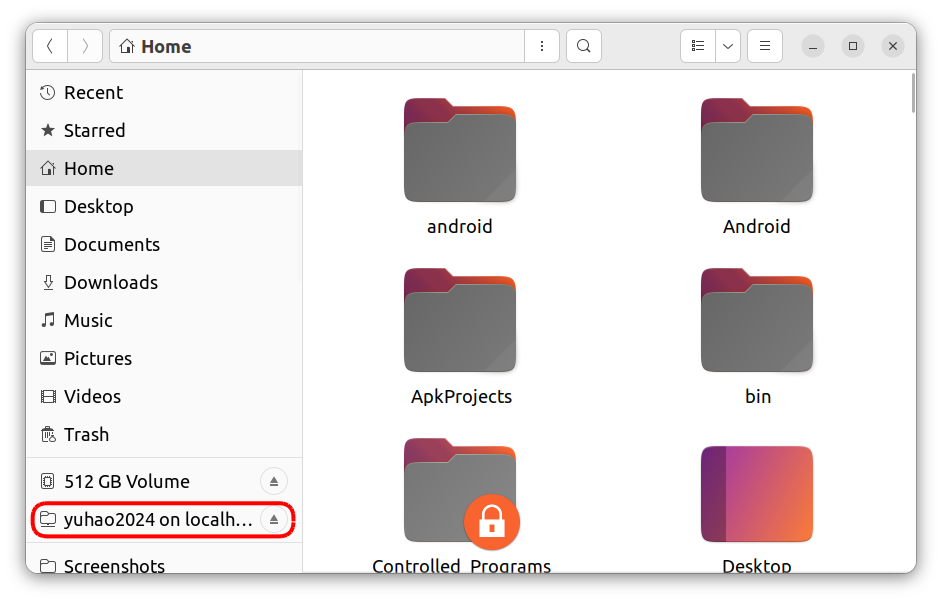 Home
Recent
Starred
Home
Desktop
Documents
Downloads
Music
Pictures
Videos
Trash
512 GB Volume
yuhao2024 on localh...
Screenshots
android
Android
ApkProjects
bin
Controlled_Programs
Desktop